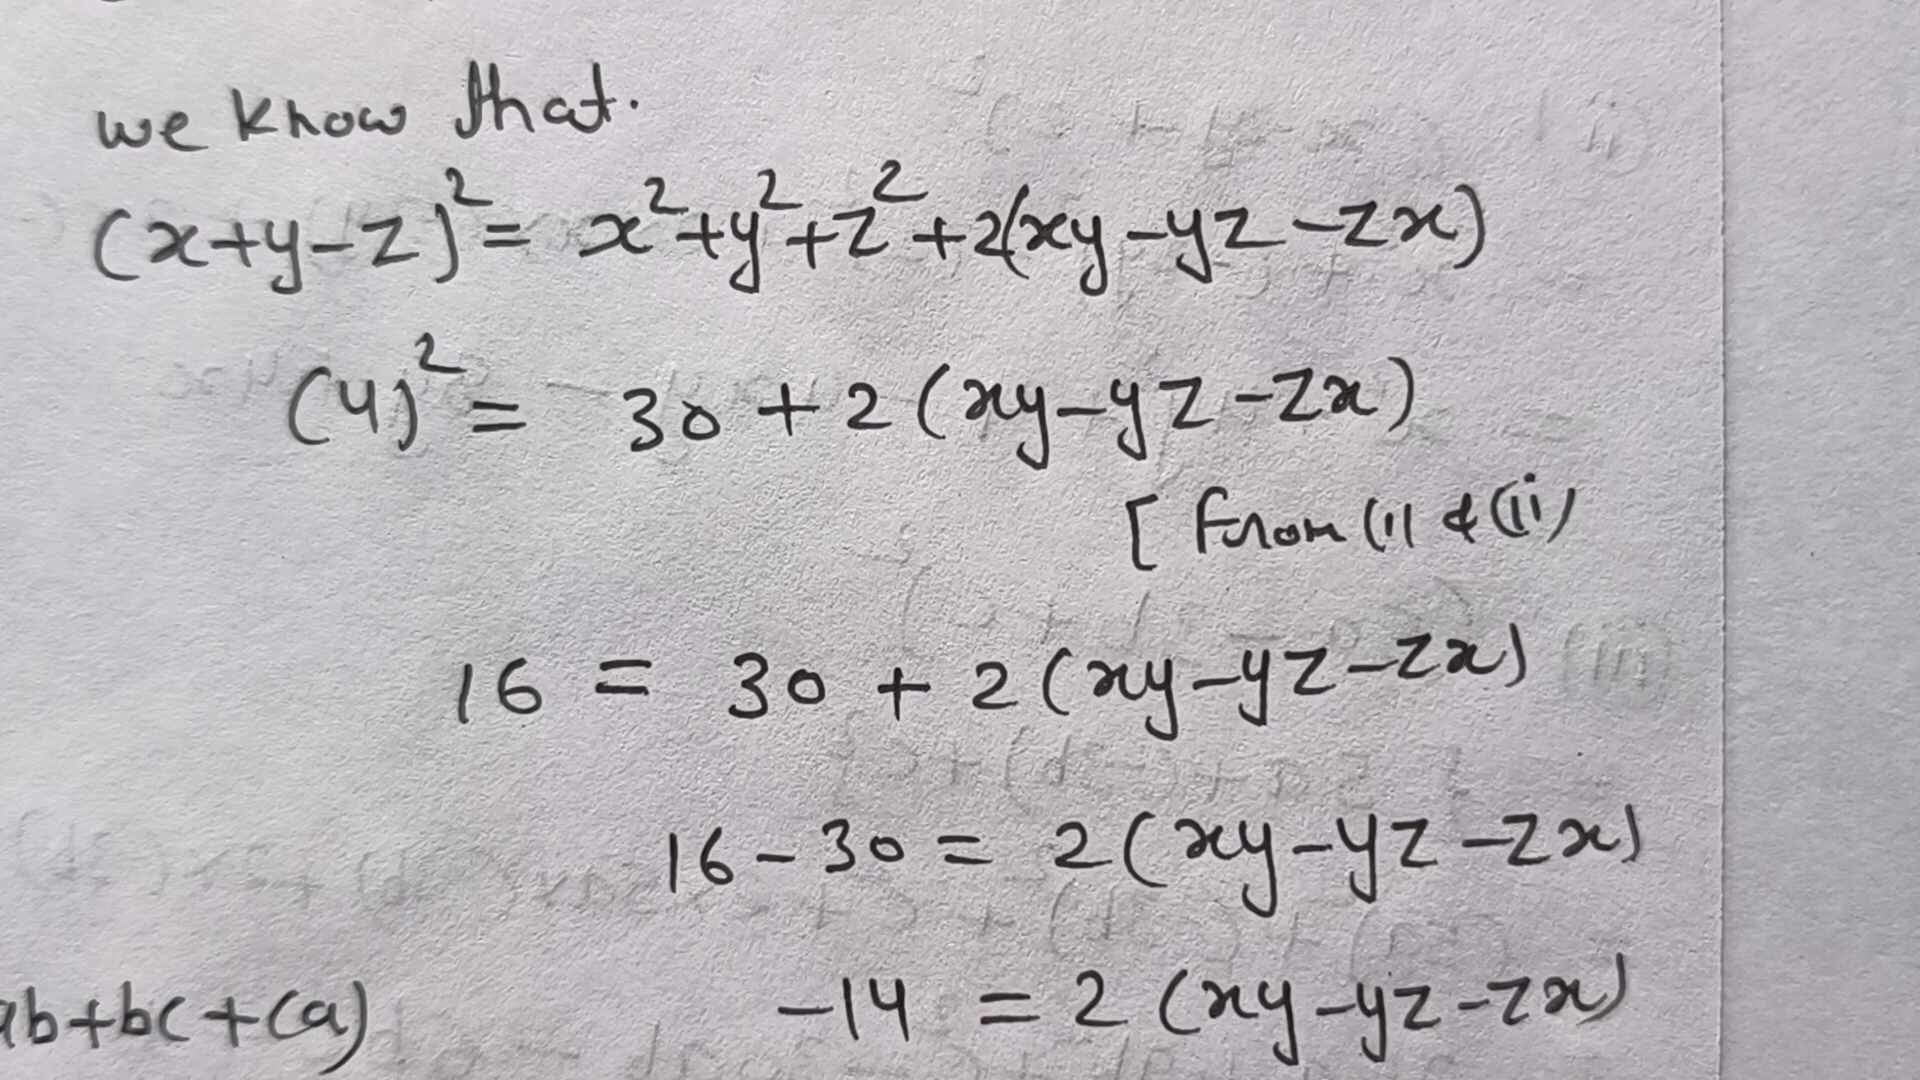 we know that.
(x+y-z)² = x²+y²+z²+2(xy-yz-zx)
(4)² = 30 + 2(xy-yz-zx)
[From (i) & (ii)
16 = 30 + 2(xy-yz-zx)
16-30 = 2(xy-yz-zx)
ab+bc+ca)
-14 = 2(xy-yz-zx)